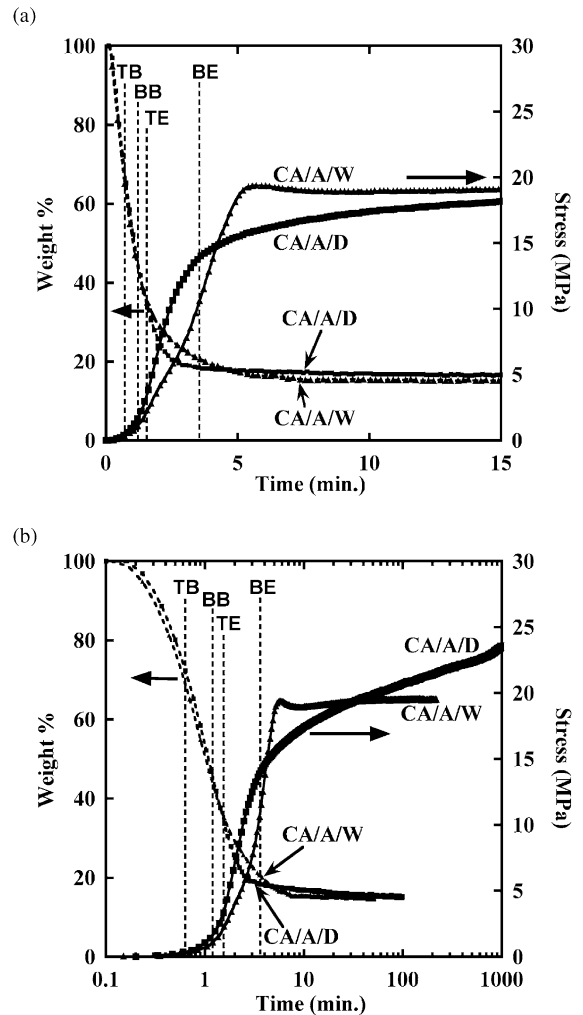 (a)
100
80
60
40
20
0
Weight %
TB
BB
TE
BE
CA/A/W
CA/A/D
CA/A/D
CA/A/W
30
25
20
15
10
5
0
Stress (MPa)
0
5
10
15
Time (min.)
(b)
100
80
60
40
20
0
Weight %
TB
BB
TE
BE
CA/A/D
CA/A/W
CA/A/W
CA/A/D
30
25
20
15
10
5
0
Stress (MPa)
0.1
1
10
100
1000
Time (min.)